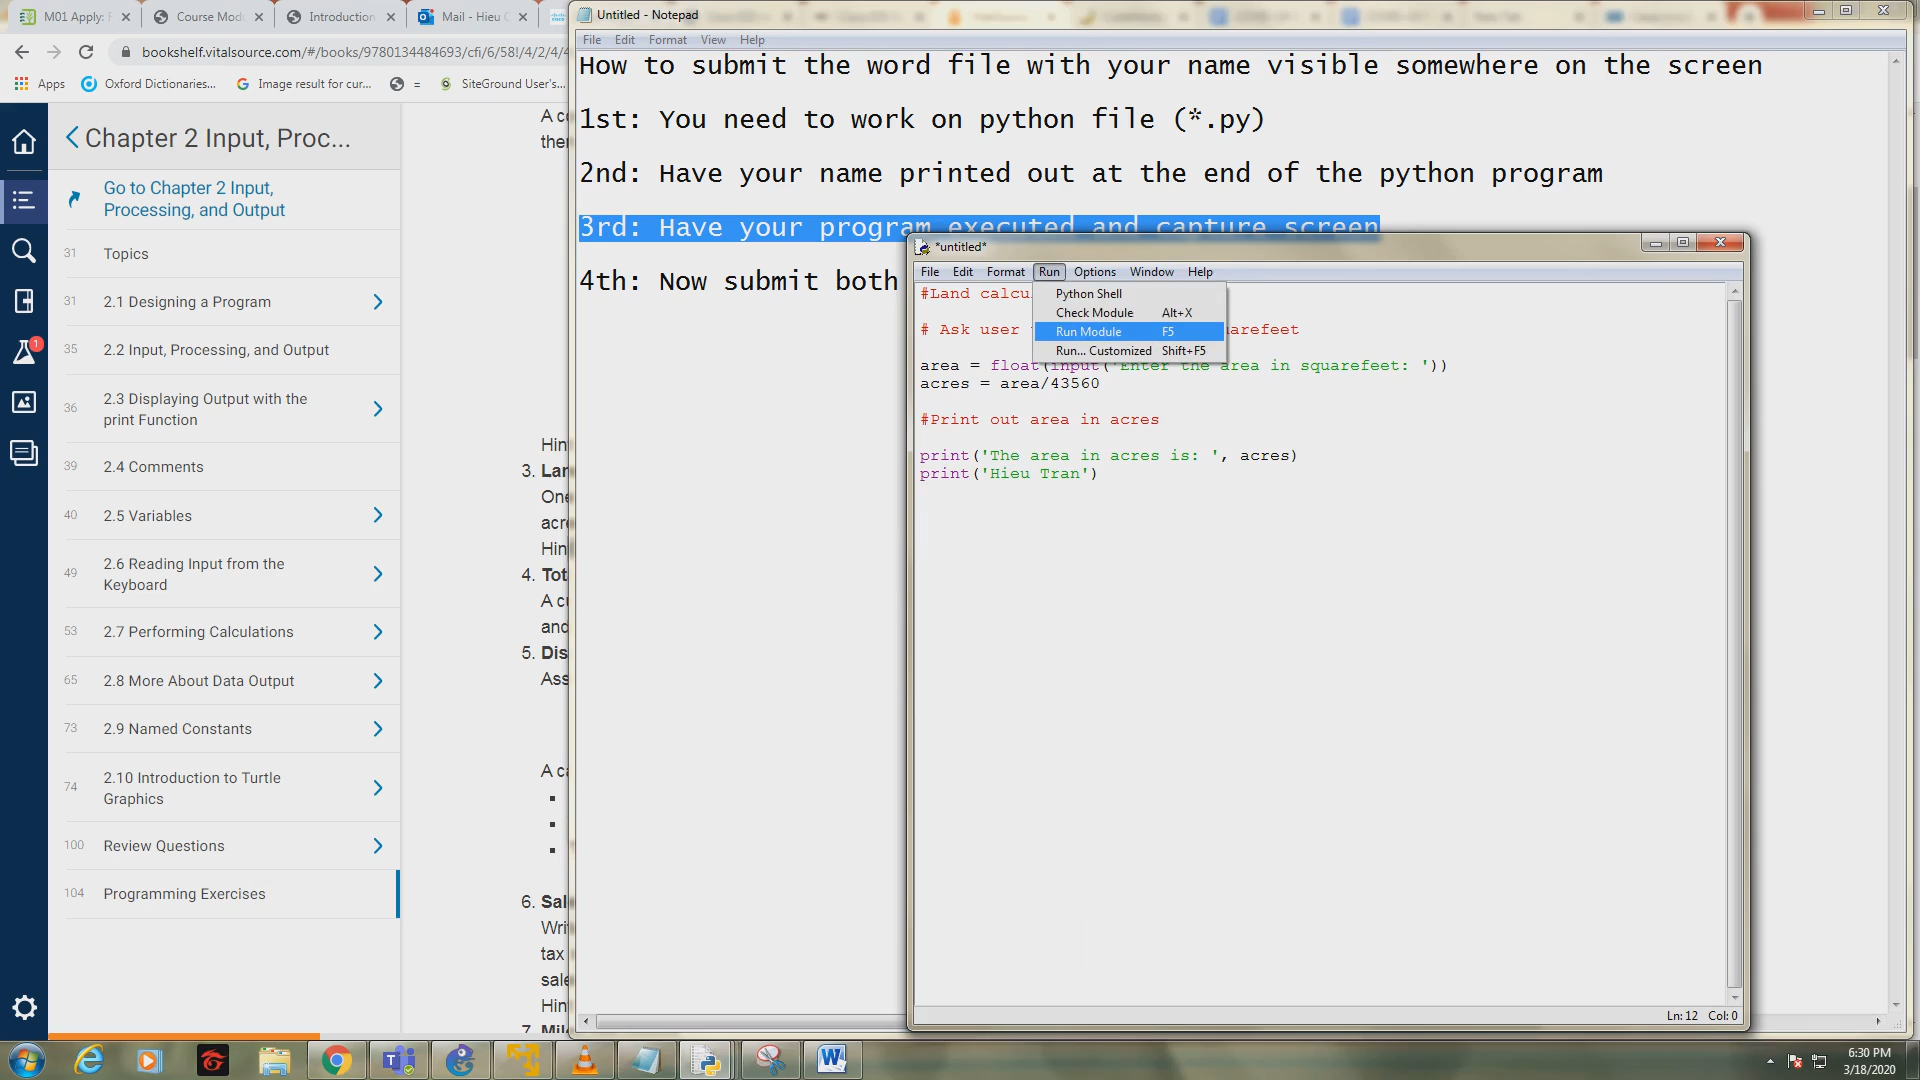 M01 Apply:
Course Mod
Introduction
Mail - Hieu
bookshelf.vitalsource.com/#/books/9780134484693/cfi/6/58!/4/2/4/4
Apps
Oxford Dictionaries...
Image result for cur...
=
SiteGround User's...
Chapter 2 Input, Proc...
Go to Chapter 2 Input,
Processing, and Output
31 Topics
31 2.1 Designing a Program
35 2.2 Input, Processing, and Output
36 2.3 Displaying Output with the
print Function
39 2.4 Comments
40 2.5 Variables
49 2.6 Reading Input from the
Keyboard
53 2.7 Performing Calculations
65 2.8 More About Data Output
73 2.9 Named Constants
74 2.10 Introduction to Turtle
Graphics
100 Review Questions
104 Programming Exercises
1
A co
ther
Hin
3. Lan
One
acre
Hin
4. Tot
A cu
and
5. Dis
Ass
A ca
6. Sal
Wri
tax
sale
Hin
7. Mil
Untitled - Notepad
File Edit Format View Help
How to submit the word file with your name visible somewhere on the screen
1st: You need to work on python file (*.py)
2nd: Have your name printed out at the end of the python program
3rd: Have your program executed and capture screen
4th: Now submit both
*untitled*
File Edit Format Run Options Window Help
Python Shell
Check Module Alt+X
Run Module F5
Run... Customized Shift+F5
#Land calcu
# Ask user
uarefeet
area = float(input('Enter the area in squarefeet: '))
acres = area/43560
#Print out area in acres
print('The area in acres is: ', acres)
print('Hieu Tran')
Ln: 12 Col: 0
6:30 PM
3/18/2020